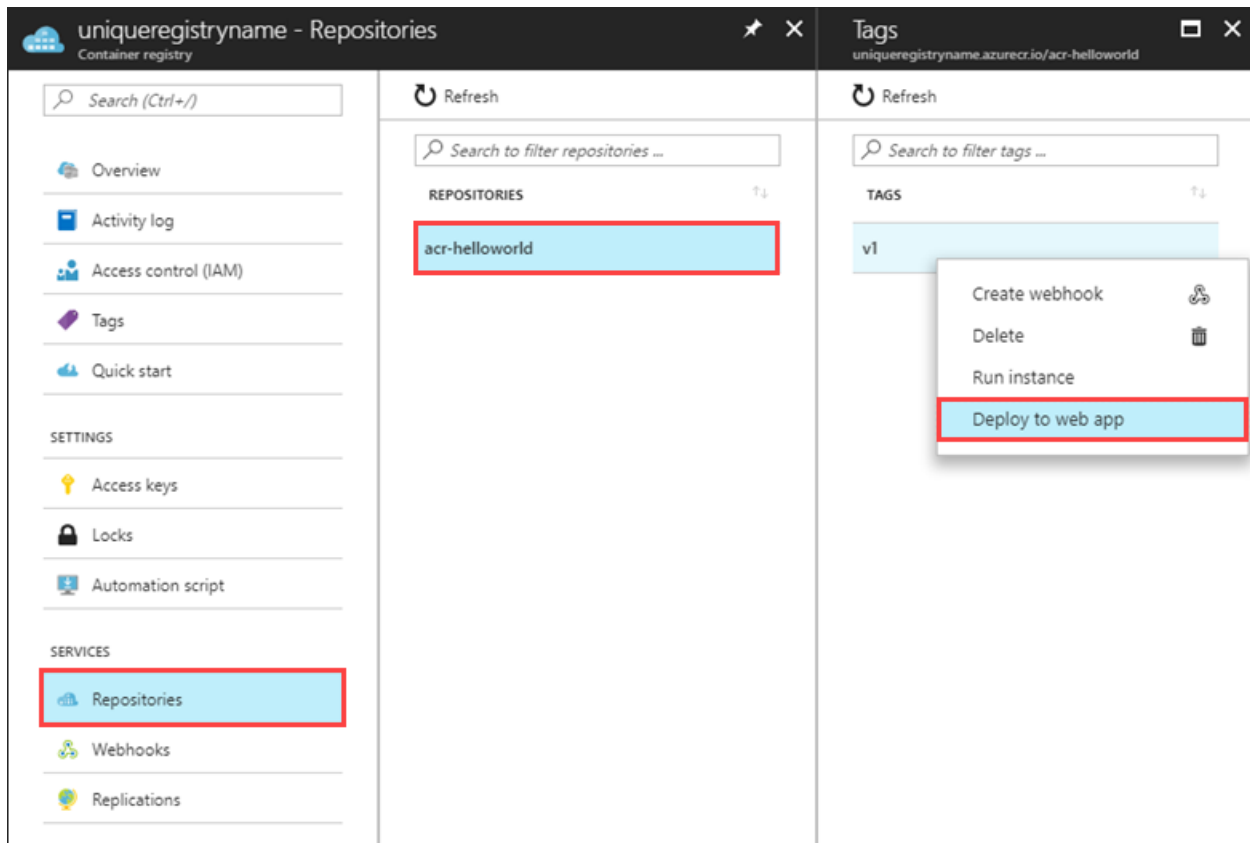 uniqueregistryname - Repositories
Container registry
Search (Ctrl+/)
Overview
Activity log
Access control (IAM)
Tags
Quick start
SETTINGS
Access keys
Locks
Automation script
SERVICES
Repositories
Webhooks
Replications
Refresh
Search to filter repositories ...
REPOSITORIES
acr-helloworld
Tags
uniqueregistryname.azurecr.io/acr-helloworld
Refresh
Search to filter tags ...
TAGS
v1
Create webhook
Delete
Run instance
Deploy to web app